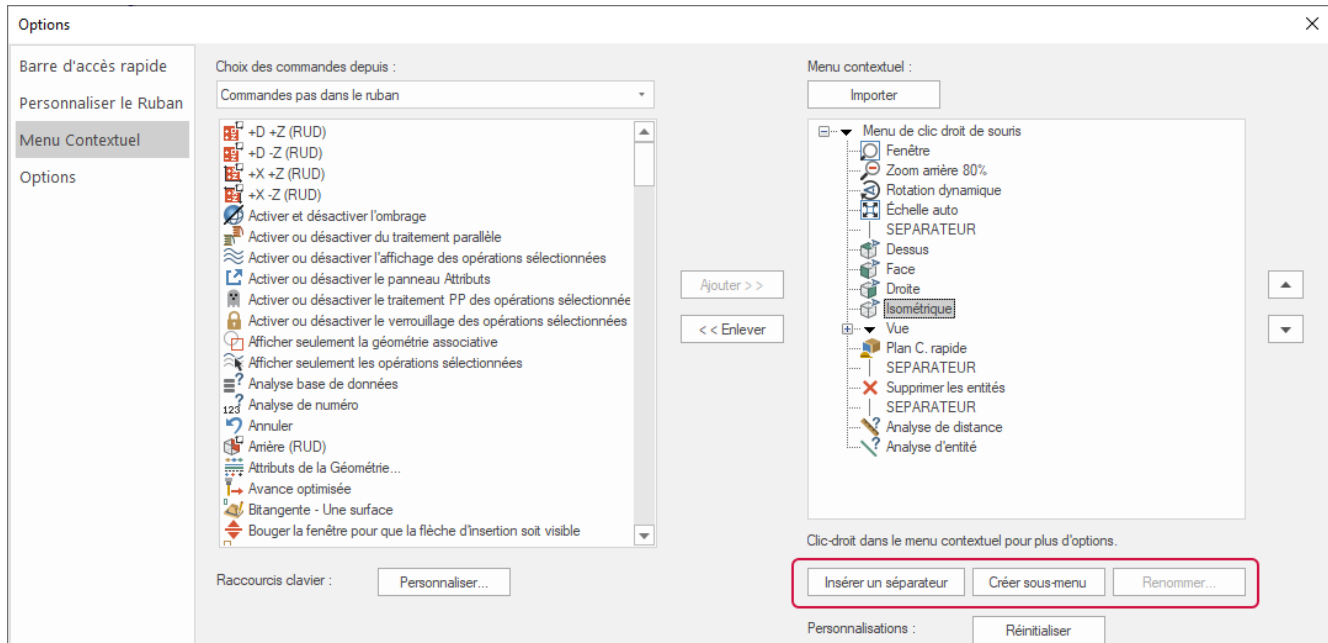 Options
Barre d'accès rapide
Personnaliser le Ruban
Menu Contextuel
Options
Choix des commandes depuis :
Commandes pas dans le ruban
+D +Z (RUD)
+D -Z (RUD)
+X +Z (RUD)
+X -Z (RUD)
Activer et désactiver l'ombrage
Activer ou désactiver du traitement parallèle
Activer ou désactiver l'affichage des opérations sélectionnées
Activer ou désactiver le panneau Attributs
Activer ou désactiver le traitement PP des opérations sélectionnée
Activer ou désactiver le verrouillage des opérations sélectionnées
Afficher seulement la géométrie associative
Afficher seulement les opérations sélectionnées
Analyse base de données
Analyse de numéro
Annuler
Arrière (RUD)
Attributs de la Géométrie...
Avance optimisée
Bitangente - Une surface
Bouger la fenêtre pour que la flèche d'insertion soit visible
Raccourcis clavier :
Personnaliser...
Ajouter > >
< < Enlever
Menu contextuel :
Importer
Menu de clic droit de souris
Fenêtre
Zoom arrière 80%
Rotation dynamique
Échelle auto
SEPARATEUR
Dessus
Face
Droite
Isométrique
Vue
Plan C. rapide
SEPARATEUR
Supprimer les entités
SEPARATEUR
Analyse de distance
Analyse d'entité
Clic-droit dans le menu contextuel pour plus d'options.
Insérer un séparateur
Créer sous-menu
Renommer...
Personnalisations :
Réinitialiser